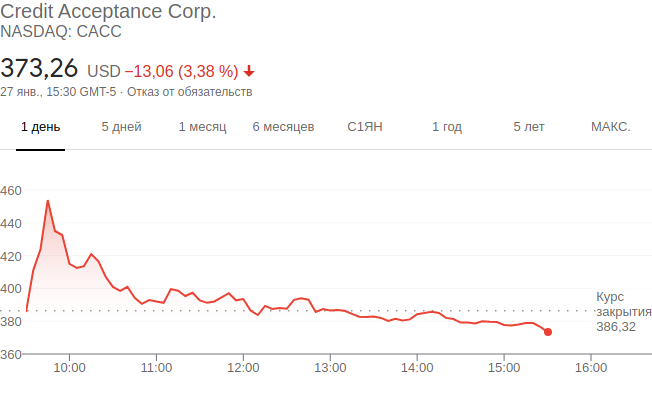 Credit Acceptance Corp.
NASDAQ: CACC
373,26 USD −13,06 (3,38 %)
27 янв., 15:30 GMT-5 · Отказ от обязательств
1 день 5 дней 1 месяц 6 месяцев С1ЯН 1 год 5 лет МАКС.
460
440
420
400
380
360
Курс
закрытия
386,32
10:00 11:00 12:00 13:00 14:00 15:00 16:00